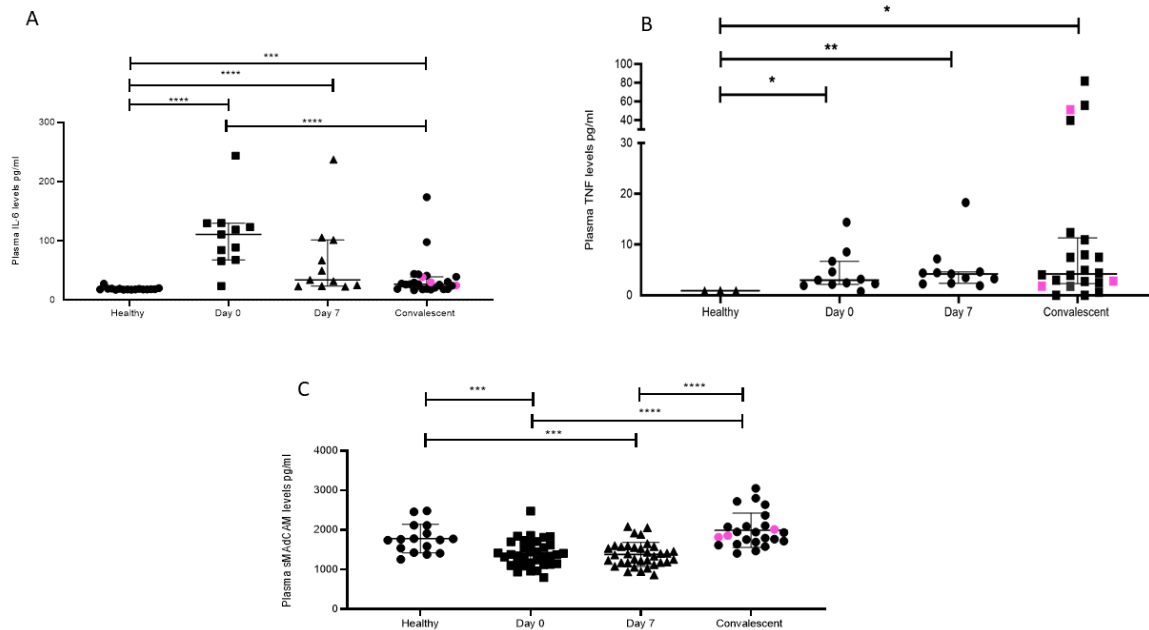 A
***
****
****
****
Plasma IL-6 levels pg/ml
300
200
100
0
Healthy
Day 0
Day 7
Convalescent
B
*
**
*
Plasma TNF levels pg/ml
100
80
60
40
30
20
10
0
Healthy
Day 0
Day 7
Convalescent
C
***
****
****
***
Plasma sMAdCAM levels pg/ml
4000
3000
2000
1000
0
Healthy
Day 0
Day 7
Convalescent